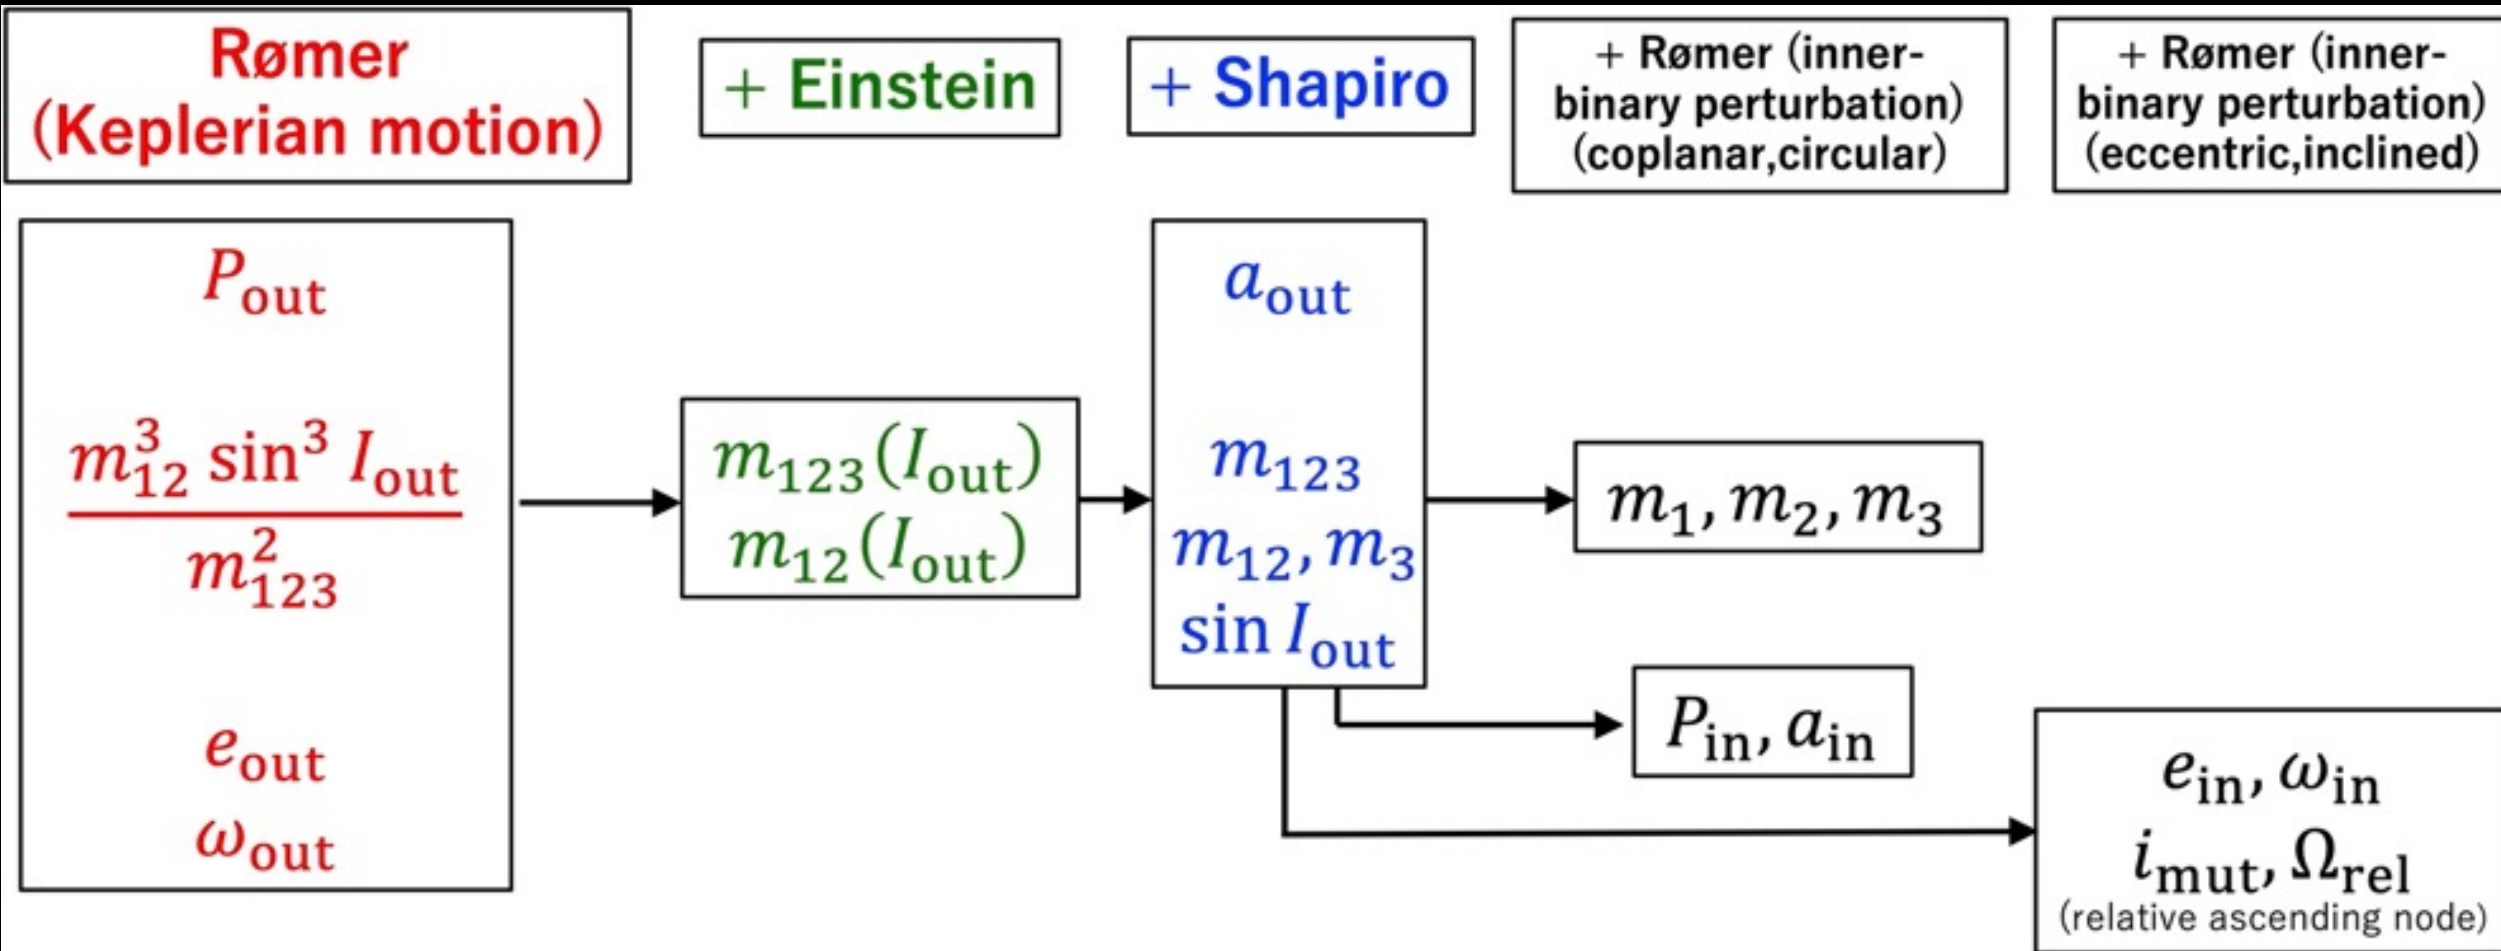 Rømer
(Keplerian motion)
+ Einstein
+ Shapiro
+ Rømer (inner-
binary perturbation)
(coplanar,circular)
+ Rømer (inner-
binary perturbation)
(eccentric,inclined)
P_out
m_12^3 sin^3 I_out
m_123^2
e_out
ω_out
m_123(I_out)
m_12(I_out)
a_out
m_123
m_12, m_3
sin I_out
m_1, m_2, m_3
P_in, a_in
e_in, ω_in
i_mut, Ω_rel
(relative ascending node)